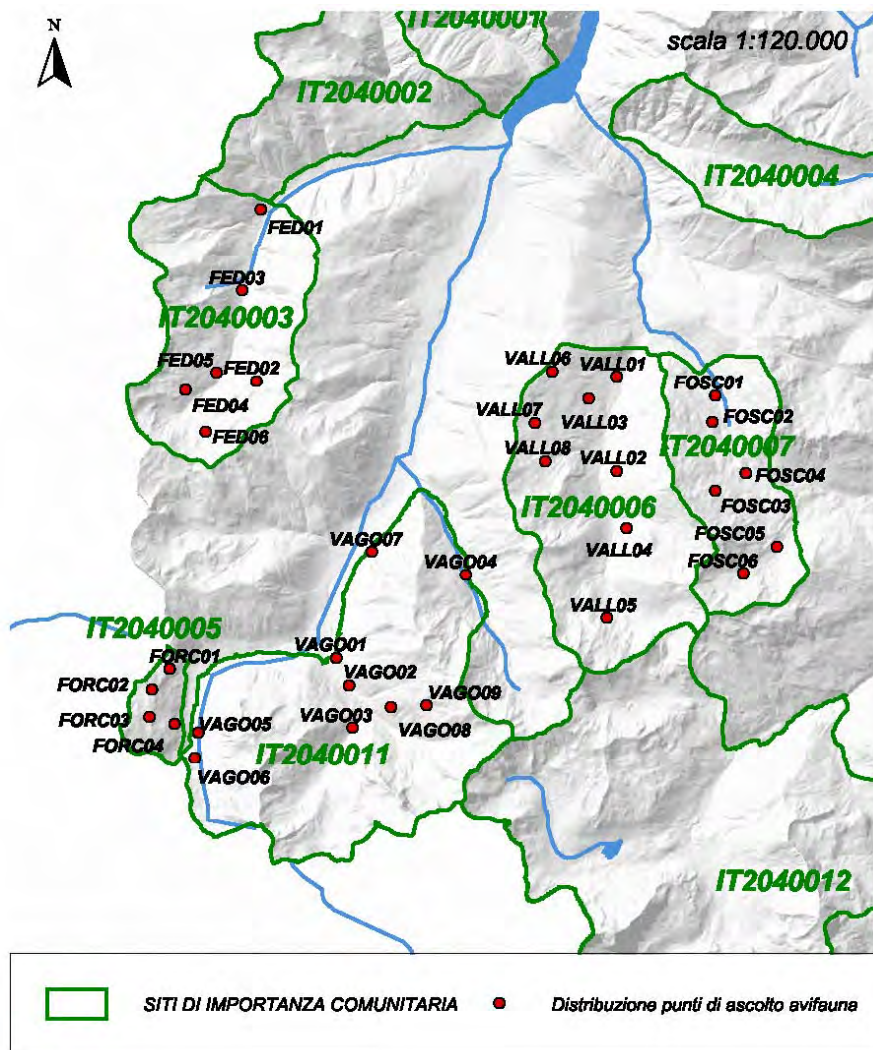 IT2040001
N
scala 1:120.000
IT2040002
IT2040004
FED01
FED03
IT2040003
FED05
FED02
FED04
FED06
VALL06
VALL01
FOSC01
VALL07
VALL03
FOSC02
IT2040007
VALL08
VALL02
FOSC04
IT2040006
FOSC03
VALL04
FOSC05
FOSC06
VAGO07
VAGO04
VALL05
IT2040005
FORC01
VAGO01
FORC02
VAGO02
VAGO09
FORC03
VAGO05
VAGO03
VAGO08
FORC04
IT2040011
VAGO06
IT2040012
SITI DI IMPORTANZA COMUNITARIA
Distribuzione punti di ascolto avifauna